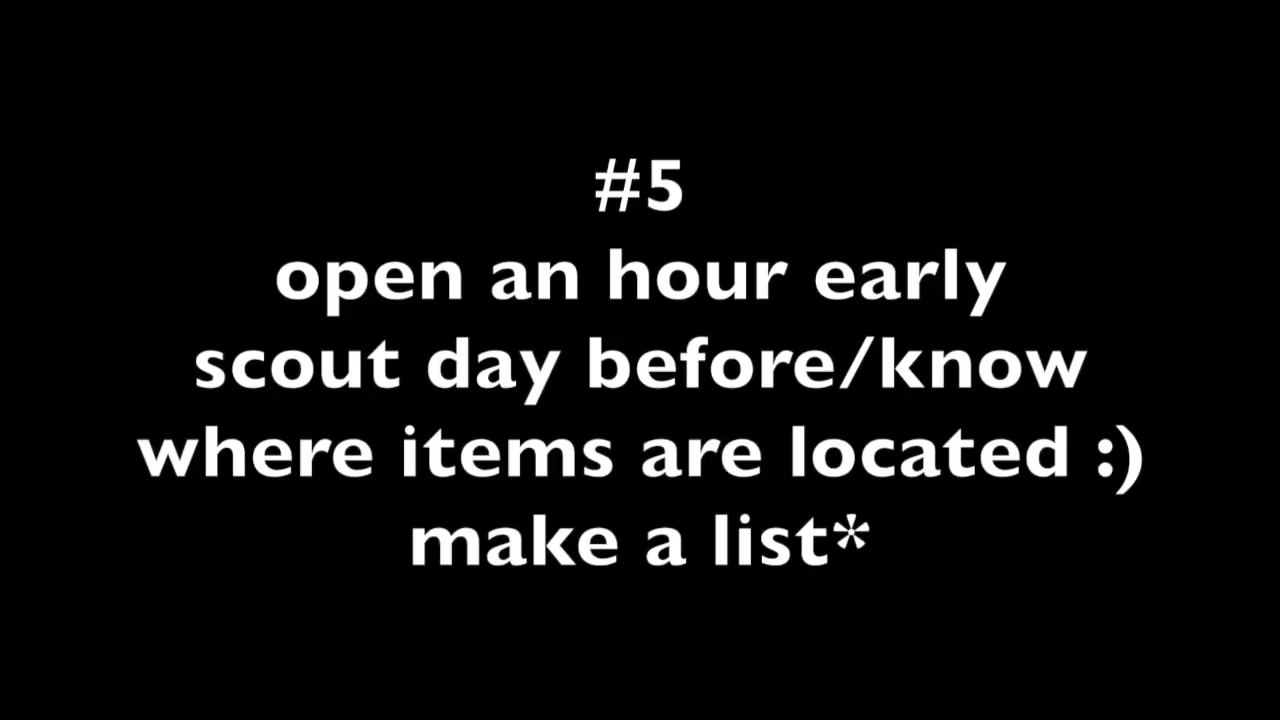 #5
open an hour early
scout day before/know
where items are located :)
make a list*